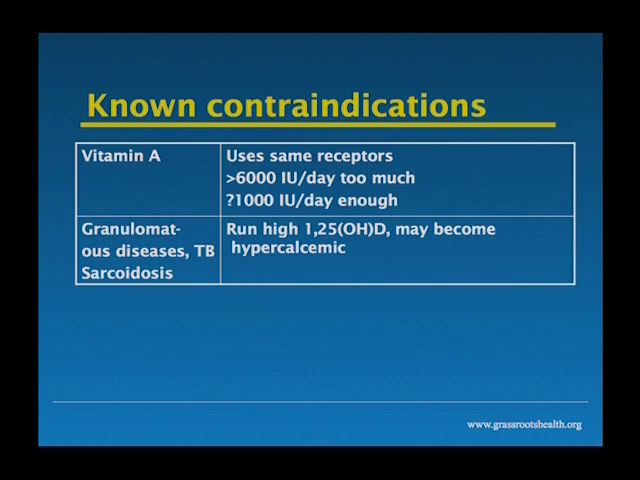 Known contraindications
Vitamin A
Uses same receptors
>6000 IU/day too much
?1000 IU/day enough
Granulomat-
ous diseases, TB
Sarcoidosis
Run high 1,25(OH)D, may become
hypercalcemic
www.grassrootshealth.org